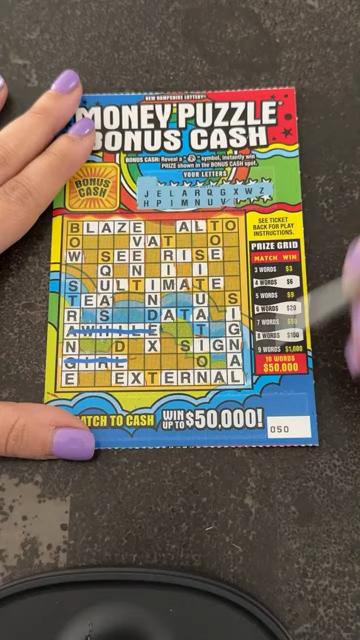 NEW HAMPSHIRE LOTTERY
MONEY PUZZLE
BONUS CASH
BONUS CASH: Reveal a " " symbol, instantly win
PRIZE shown in the BONUS CASH spot.
YOUR LETTERS
BONUS
CASH
J E L A R Q G X W Z
H P I M N U V
SEE TICKET
BACK FOR PLAY
INSTRUCTIONS.
PRIZE GRID
MATCH WIN
3 WORDS $3
4 WORDS $6
5 WORDS $9
6 WORDS $20
7 WORDS
8 WORDS $100
9 WORDS $1,000
10 WORDS
$50,000
BLAZE ALTO
VAT
SEE RISE
ULTIMATE
TEA
DATA
AWHILE
SIGN
GIRL
EXTERNAL
MATCH TO CASH
WIN
UP TO $50,000!
050